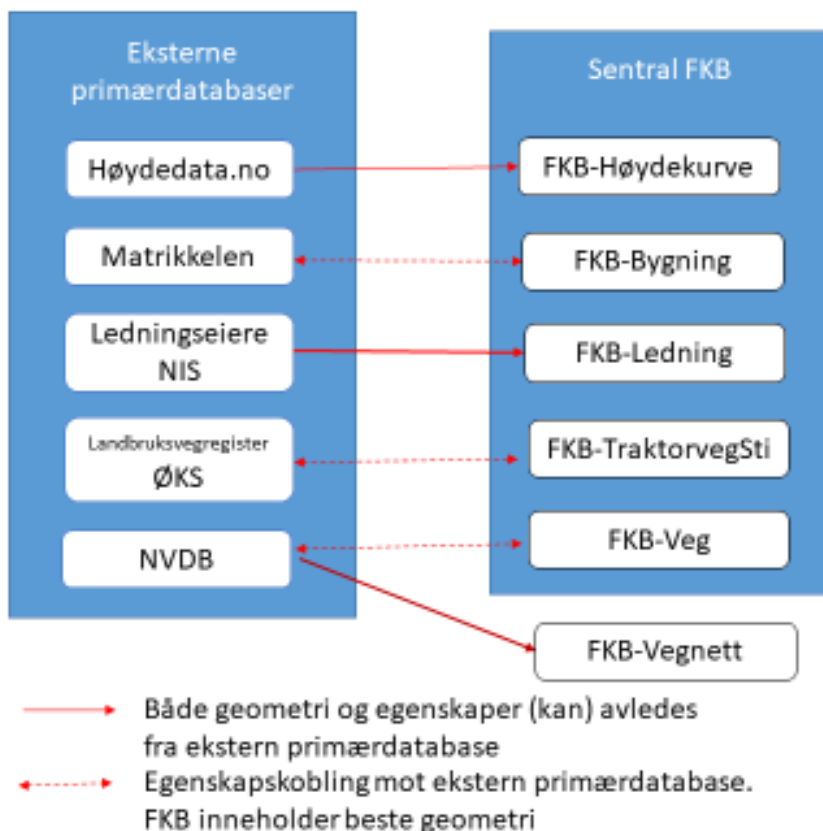 Eksterne
primærdatabaser
Høydedata.no
Matrikkelen
Ledningseiere
NIS
Landbruksvegregister
ØKS
NVDB
Sentral FKB
FKB-Høydekurve
FKB-Bygning
FKB-Ledning
FKB-TraktorvegSti
FKB-Veg
FKB-Vegnett
Både geometri og egenskaper (kan) avledes
fra ekstern primærdatabase
Egenskapskobling mot ekstern primærdatabase.
FKB inneholder beste geometri